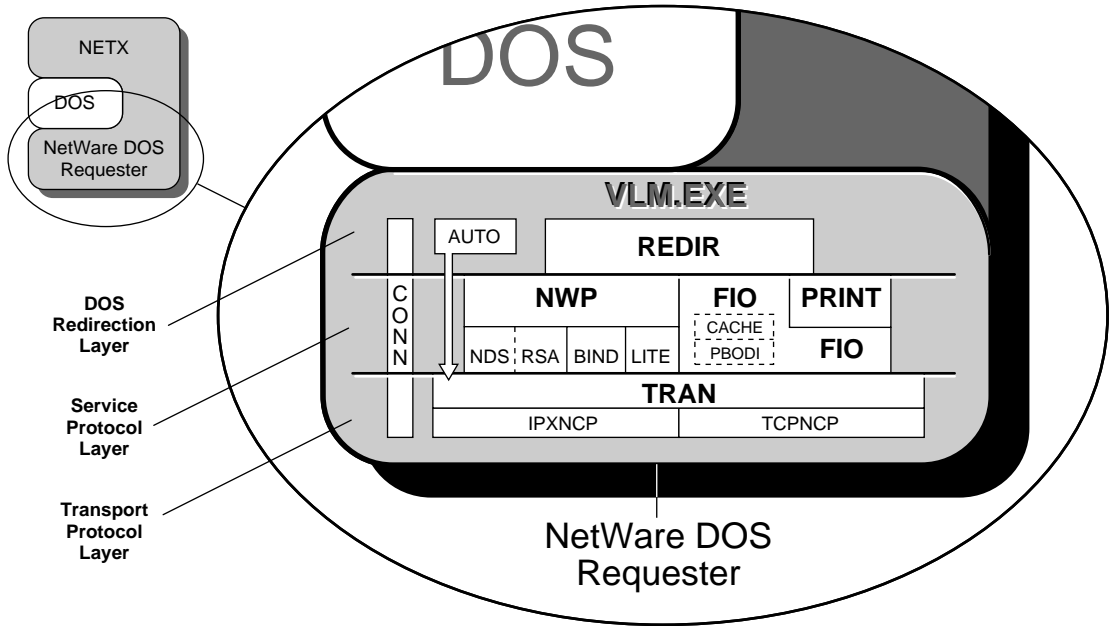 NETX
DOS
NetWare DOS
Requester
DOS
VLM.EXE
AUTO
REDIR
CONN
NWP
FIO
PRINT
CACHE
PBODI
FIO
NDS
RSA
BIND
LITE
TRAN
IPXNCP
TCPNCP
DOS
Redirection
Layer
Service
Protocol
Layer
Transport
Protocol
Layer
NetWare DOS
Requester